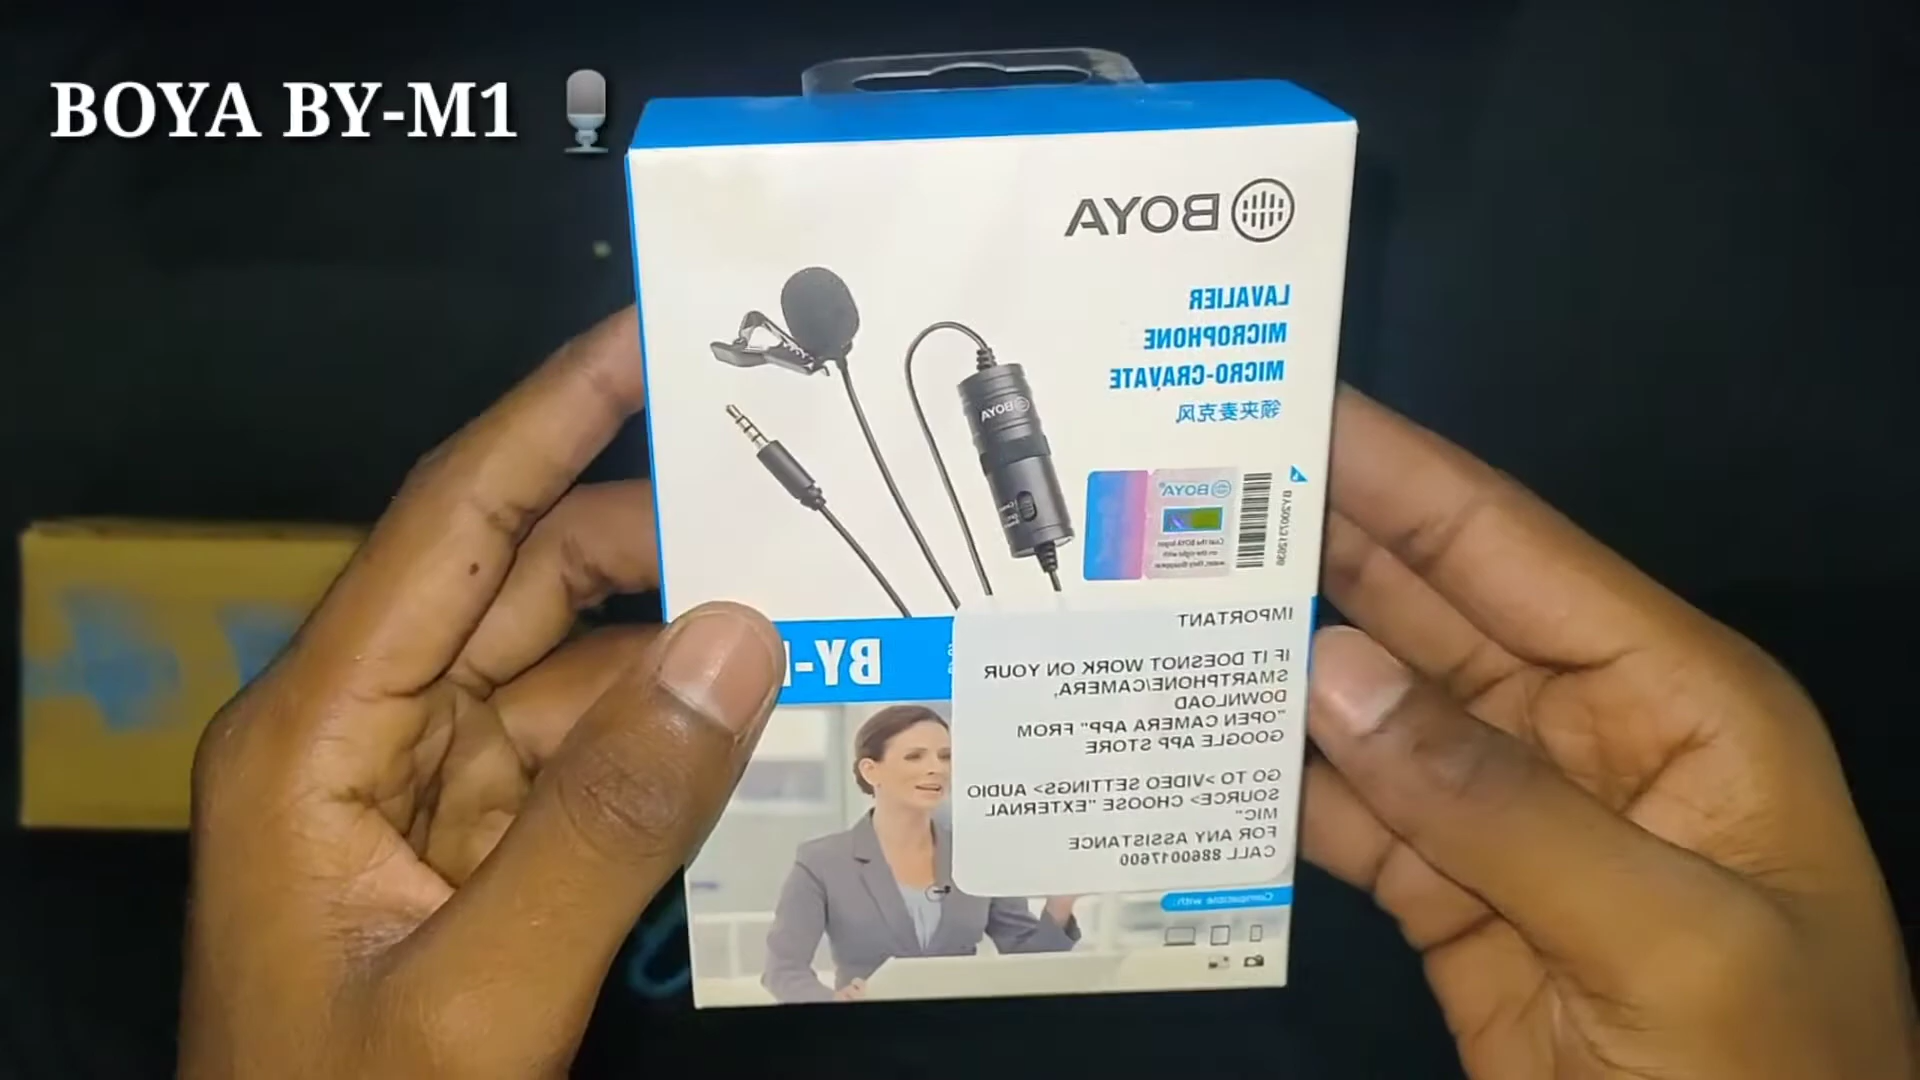 BOYA BY-M1
BOYA
LAVALIER
MICROPHONE
MICRO-CRAVATE
领夹麦克风
BOYA
BOYA
BY-
IMPORTANT
IF IT DOESNOT WORK ON YOUR
SMARTPHONE/CAMERA,
DOWNLOAD
"OPEN CAMERA APP" FROM
GOOGLE APP STORE
GO TO >VIDEO SETTINGS> AUDIO
SOURCE> CHOOSE "EXTERNAL
MIC"
FOR ANY ASSISTANCE
CALL 8860017600
Compatible with: